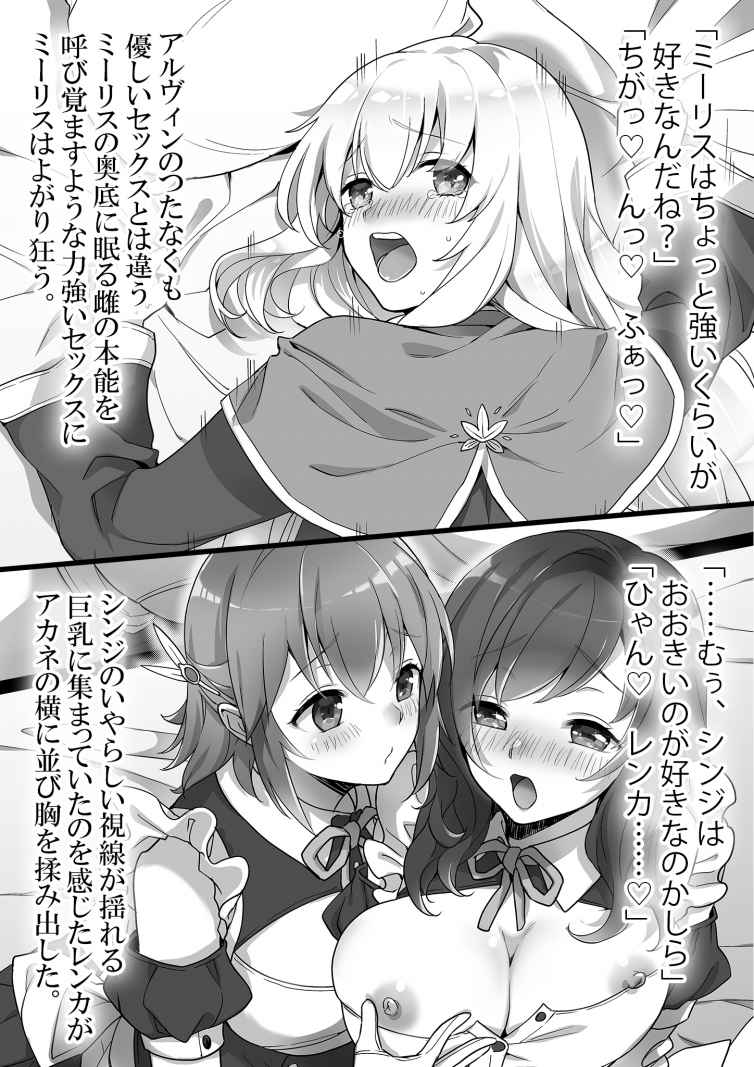 「ミーリスはちょっと強いくらいが
好きなんだね？」
「ちがっ♡ んっ♡ ふぁっ♡」
アルヴィンのつたなくも
優しいセックスとは違う
ミーリスの奥底に眠る雌の本能を
呼び覚ますような力強いセックスに
ミーリスはよがり狂う。
「……むぅ、シンジは
おおきいのが好きなのかしら」
「ひゃん♡ レンカ……♡」
シンジのいやらしい視線が揺れる
巨乳に集まっていたのを感じたレンカが
アカネの横に並び胸を揉み出した。